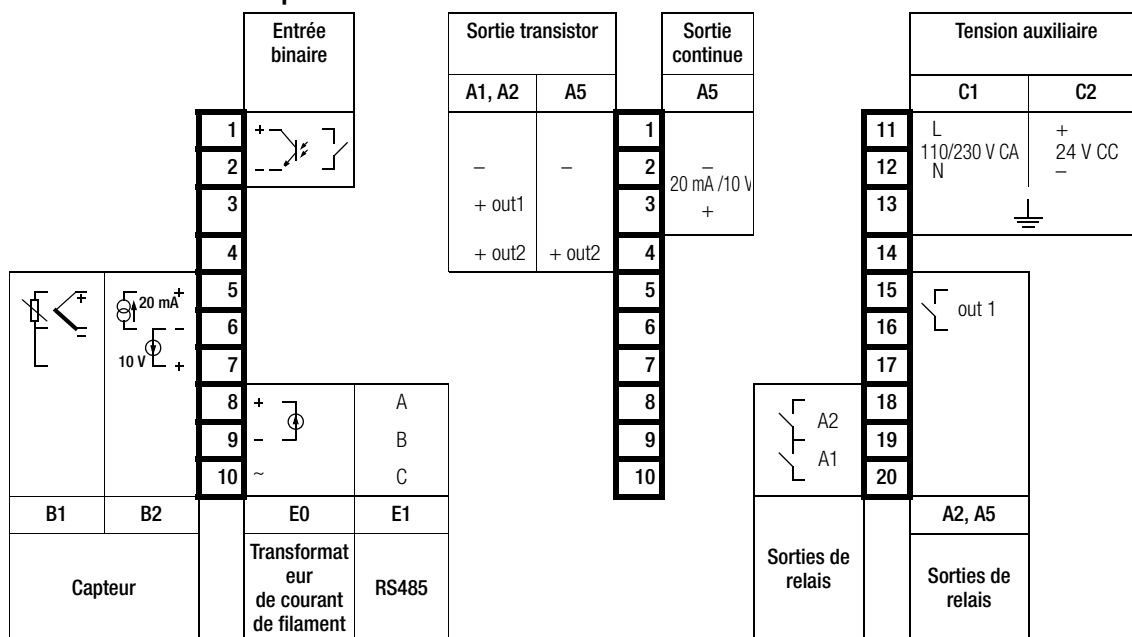 Entrée
binaire
Sortie transistor
Sortie
continue
Tension auxiliaire
A1, A2
A5
A5
C1
C2
1
+
1
11
L
+
110/230 V CA
24 V CC
2
–
–
–
2
–
12
N
–
20 mA /10 V
3
+ out1
3
+
13
4
+ out2
+ out2
4
14
5
+
20 mA
+
5
15
out 1
6
=
–
6
16
7
10 V
+
7
17
8
+
A
8
18
A2
9
–
B
9
19
A1
10
~
C
10
20
B1
B2
E0
E1
A2, A5
Capteur
Transformat
eur
de courant
de filament
RS485
Sorties de
relais
Sorties de
relais